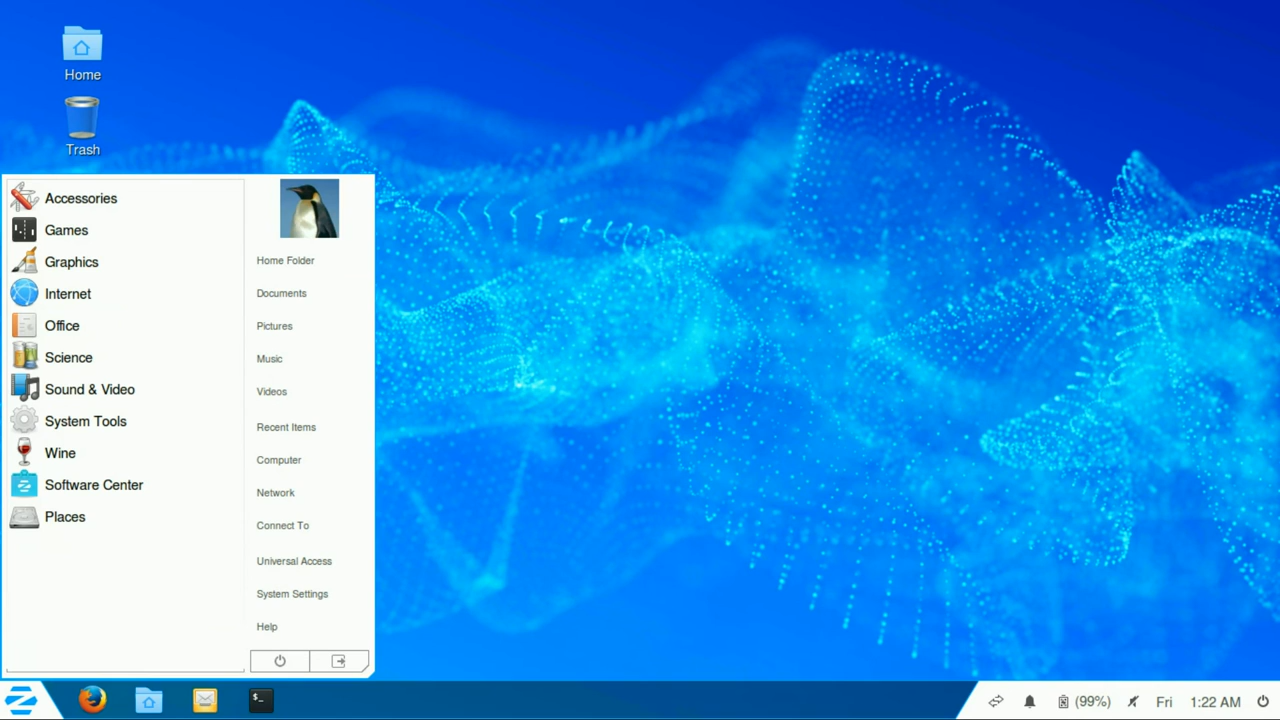 Home
Trash
Accessories
Games
Graphics
Internet
Office
Science
Sound & Video
System Tools
Wine
Software Center
Places
Home Folder
Documents
Pictures
Music
Videos
Recent Items
Computer
Network
Connect To
Universal Access
System Settings
Help
$_
(99%) Fri 1:22 AM